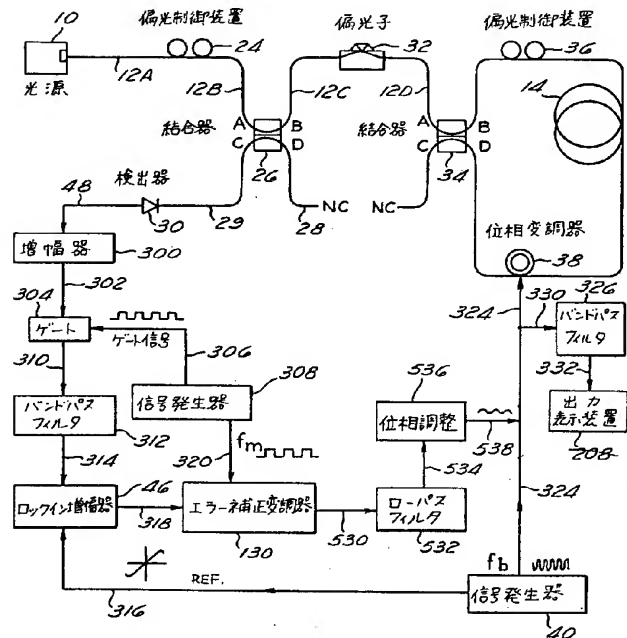 10
光源
12A
偏光制御装置
24
12B
12C
偏光子
32
12D
偏光制御装置
36
14
結合器
A B
C D
26
結合器
A B
C D
34
検出器
48
30
29
28
NC
NC
位相変調器
38
増幅器
300
302
304
ゲート
ゲート信号
306
324
330
326
バンドパス
フィルタ
332
出力
表示装置
208
310
信号発生器
308
536
位相調整
538
バンドパス
フィルタ
312
314
320
fm
534
324
ロックイン増幅器
46
318
エラー補正変調器
130
530
ローパス
フィルタ
532
316
REF.
fb
信号発生器
40